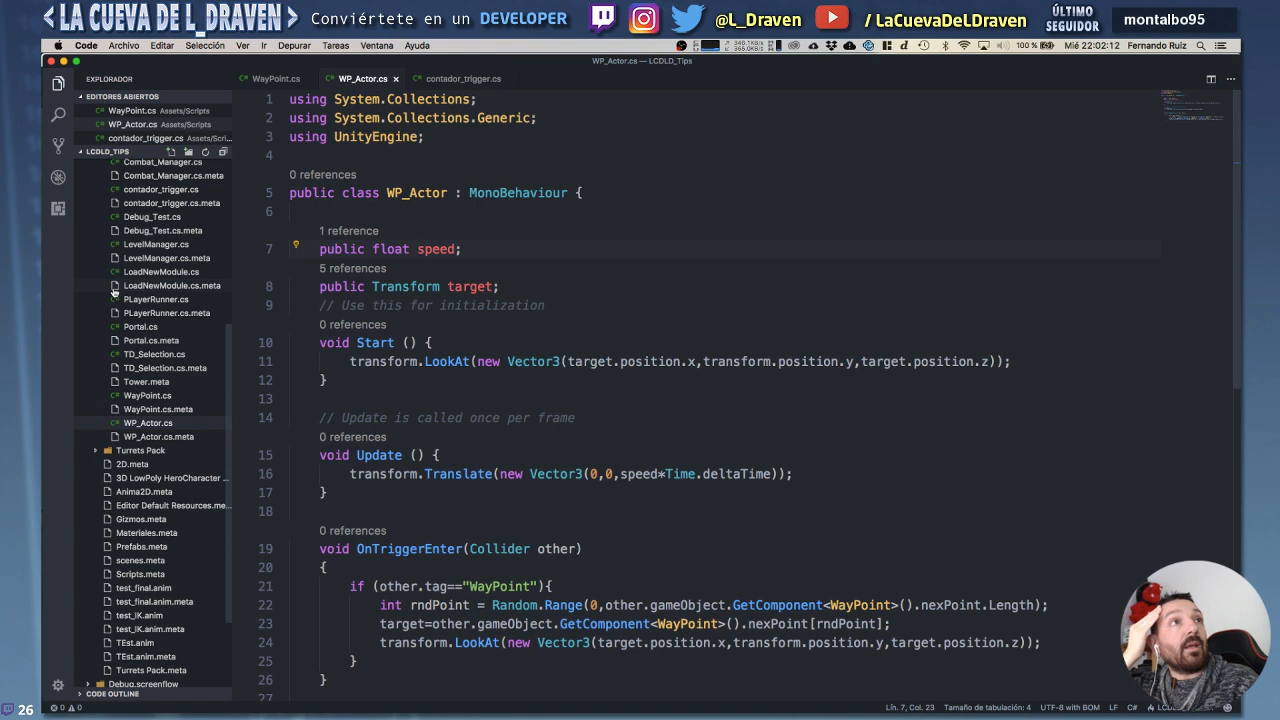 < LA CUEVA DE L_DRAVEN >
Conviértete en un DEVELOPER
@L_Draven
/ LaCuevaDeLDraven
ÚLTIMO
SEGUIDOR
montalbo95
Code Archivo Editar Selección Ver Ir Depurar Tareas Ventana Ayuda
100 % Mié 22:02:12 Fernando Ruiz
WP_Actor.cs — LCDLD_Tips
EXPLORADOR
EDITORES ABIERTOS
WayPoint.cs Assets/Scripts
WP_Actor.cs Assets/Scripts
contador_trigger.cs Assets/Scri...
LCDLD_TIPS
Combat_Manager.cs
Combat_Manager.cs.meta
contador_trigger.cs
contador_trigger.cs.meta
Debug_Test.cs
Debug_Test.cs.meta
LevelManager.cs
LevelManager.cs.meta
LoadNewModule.cs
LoadNewModule.cs.meta
PLayerRunner.cs
PLayerRunner.cs.meta
Portal.cs
Portal.cs.meta
TD_Selection.cs
TD_Selection.cs.meta
Tower.meta
WayPoint.cs
WayPoint.cs.meta
WP_Actor.cs
WP_Actor.cs.meta
Turrets Pack
2D.meta
3D LowPoly HeroCharacter ...
Anima2D.meta
Editor Default Resources.me...
Gizmos.meta
Materiales.meta
Prefabs.meta
scenes.meta
Scripts.meta
test_final.anim
test_final.anim.meta
test_IK.anim
test_IK.anim.meta
TEst.anim
TEst.anim.meta
Turrets Pack.meta
Debug.screenflow
CODE OUTLINE
WayPoint.cs WP_Actor.cs × contador_trigger.cs
1 using System.Collections;
2 using System.Collections.Generic;
3 using UnityEngine;
4
0 references
5 public class WP_Actor : MonoBehaviour {
6
1 reference
7 public float speed;
5 references
8 public Transform target;
9 // Use this for initialization
0 references
10 void Start () {
11 transform.LookAt(new Vector3(target.position.x,transform.position.y,target.position.z));
12 }
13
14 // Update is called once per frame
0 references
15 void Update () {
16 transform.Translate(new Vector3(0,0,speed*Time.deltaTime));
17 }
18
0 references
19 void OnTriggerEnter(Collider other)
20 {
21 if (other.tag=="WayPoint"){
22 int rndPoint = Random.Range(0,other.gameObject.GetComponent<WayPoint>().nexPoint.Length);
23 target=other.gameObject.GetComponent<WayPoint>().nexPoint[rndPoint];
24 transform.LookAt(new Vector3(target.position.x,transform.position.y,target.position.z));
25 }
26 }
27
26
0 0
Lín. 7, Col. 23 Tamaño de tabulación: 4 UTF-8 with BOM LF C#